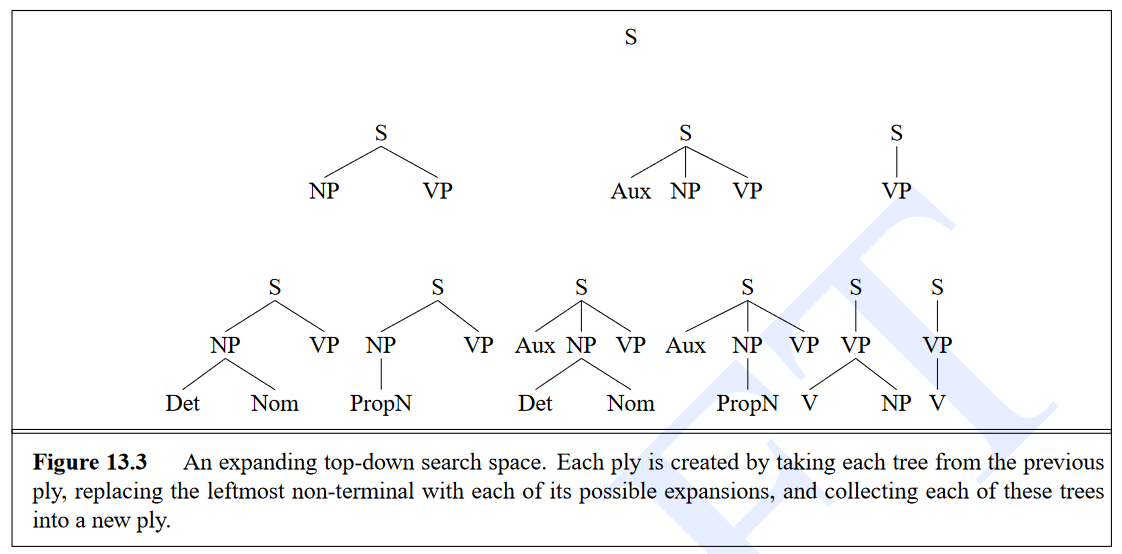 S
S S S
NP VP Aux NP VP VP
S S S S S S
NP VP NP VP Aux NP VP Aux NP VP VP VP
Det Nom PropN Det Nom PropN V NP V
Figure 13.3 An expanding top-down search space. Each ply is created by taking each tree from the previous
ply, replacing the leftmost non-terminal with each of its possible expansions, and collecting each of these trees
into a new ply.
FT